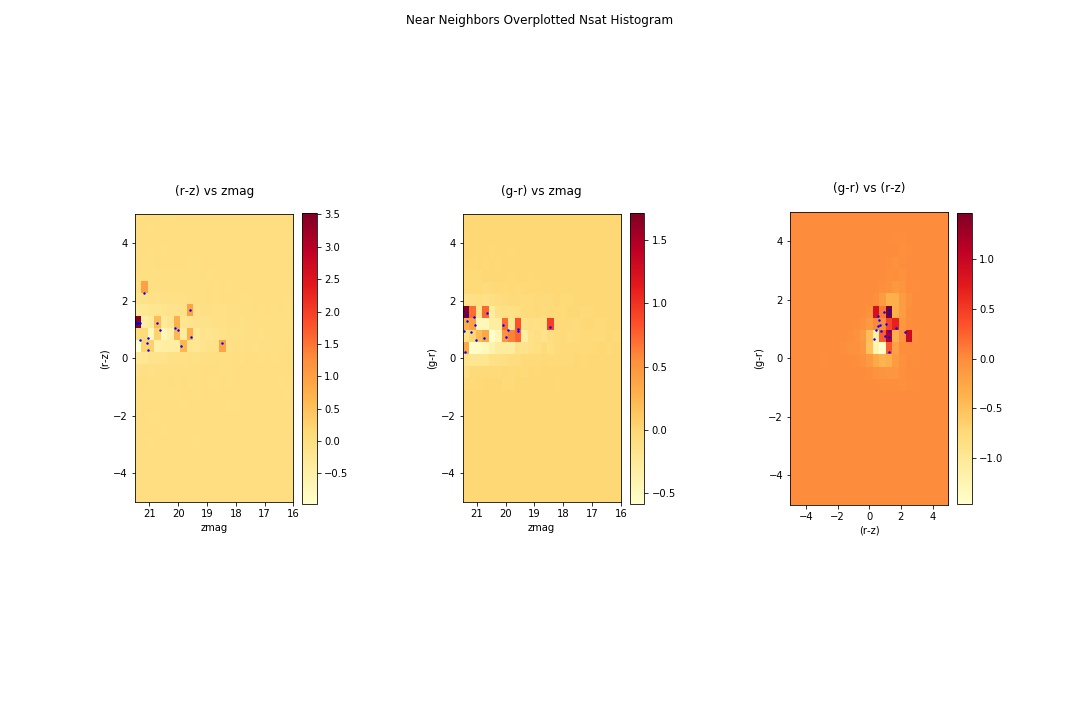 Near Neighbors Overplotted Nsat Histogram
(r-z) vs zmag
(r-z)
4
2
0
−2
−4
21 20 19 18 17 16
zmag
3.5
3.0
2.5
2.0
1.5
1.0
0.5
0.0
−0.5
(g-r) vs zmag
(g-r)
4
2
0
−2
−4
21 20 19 18 17 16
zmag
1.5
1.0
0.5
0.0
−0.5
(g-r) vs (r-z)
(g-r)
4
2
0
−2
−4
−4 −2 0 2 4
(r-z)
1.0
0.5
0.0
−0.5
−1.0